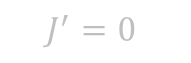 J′ = 0